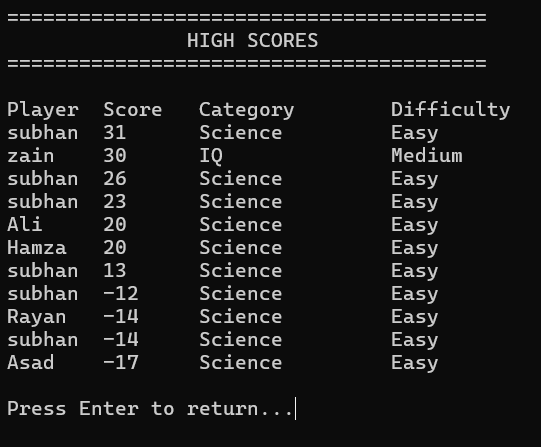 ========================================
HIGH SCORES
========================================
Player Score Category Difficulty
subhan 31 Science Easy
zain 30 IQ Medium
subhan 26 Science Easy
subhan 23 Science Easy
Ali 20 Science Easy
Hamza 20 Science Easy
subhan 13 Science Easy
subhan -12 Science Easy
Rayan -14 Science Easy
subhan -14 Science Easy
Asad -17 Science Easy
Press Enter to return...